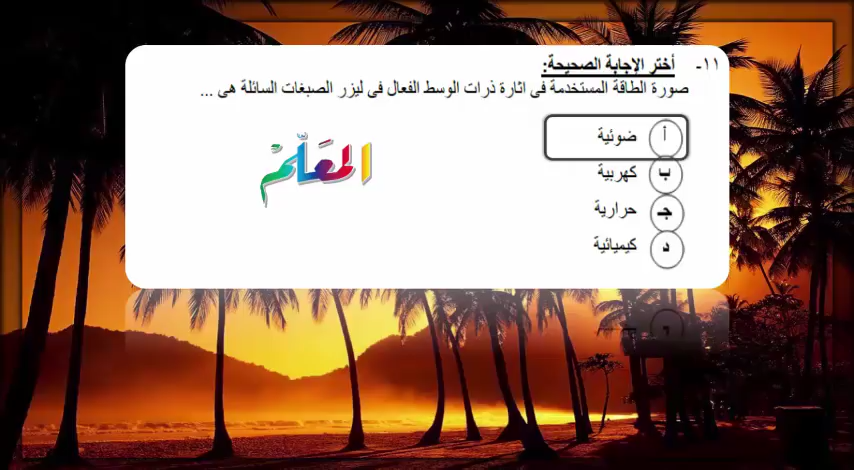 ١١- أختر الإجابة الصحيحة:
صورة الطاقة المستخدمة فى اثارة ذرات الوسط الفعال فى ليزر الصبغات السائلة هى ...
أ ضوئية
ب كهربية
جـ حرارية
د كيميائية
المعلم